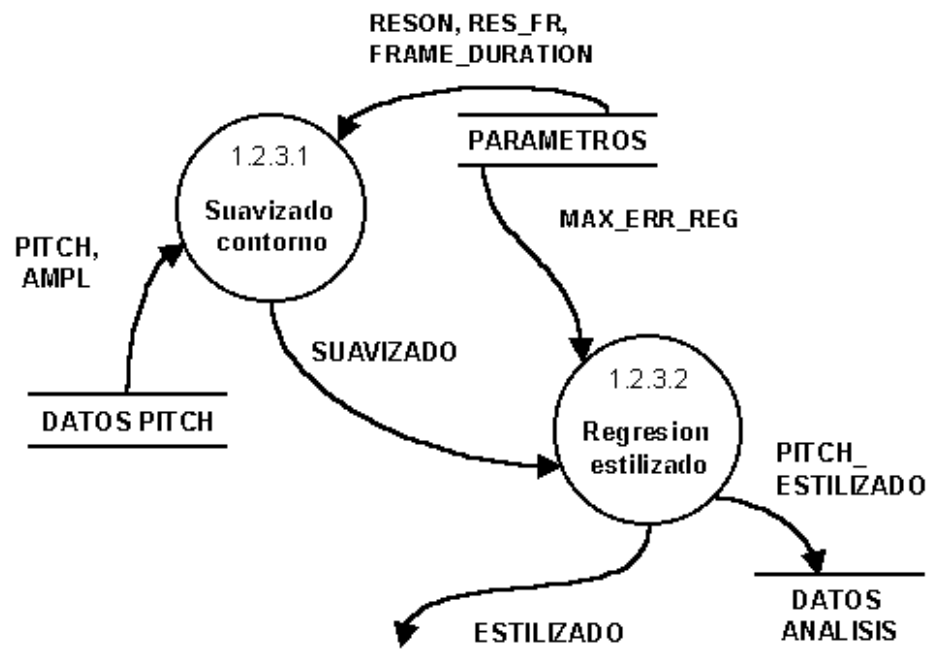 RESON, RES_FR,
FRAME_DURATION
PARAMETROS
1.2.3.1
Suavizado
contorno
MAX_ERR_REG
PITCH,
AMPL
SUAVIZADO
DATOS PITCH
1.2.3.2
Regresion
estilizado
PITCH_
ESTILIZADO
DATOS
ANALISIS
ESTILIZADO